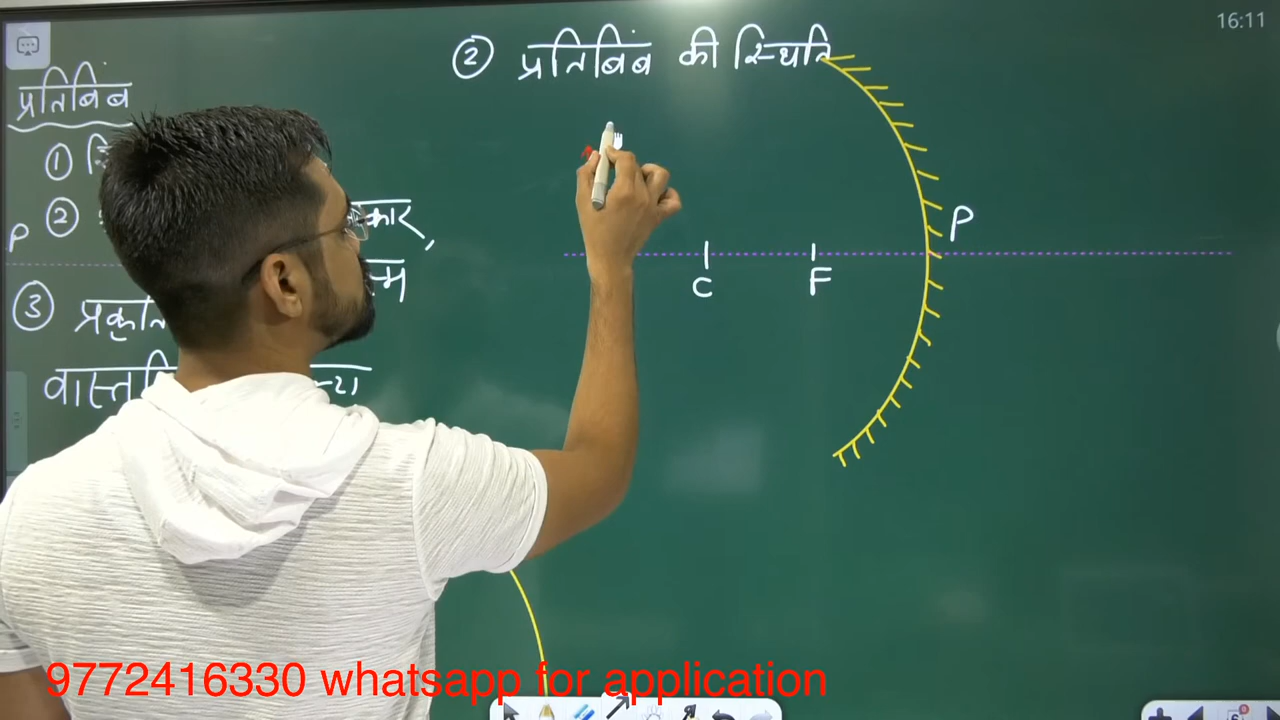 16:11
② प्रतिबिंब की स्थिति
प्रतिबिंब
①
②
कार,
P
P
C
F
③ प्रकृति
9772416330 whatsapp for application